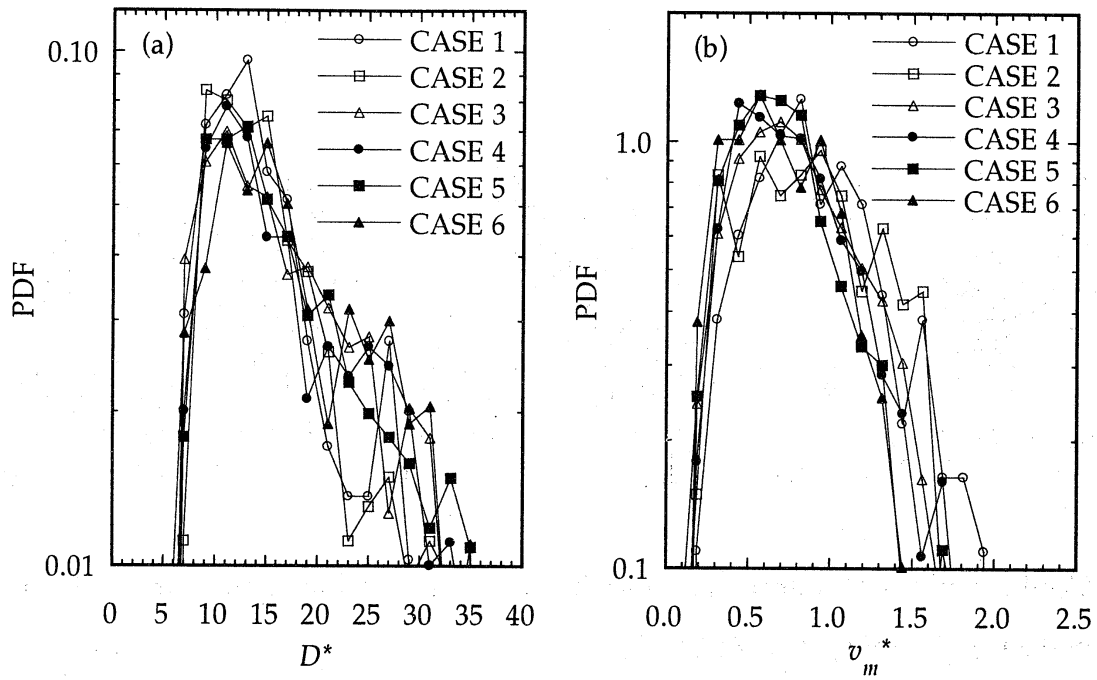 (a)
CASE 1
CASE 2
CASE 3
CASE 4
CASE 5
CASE 6
0.10
0.01
PDF
0 5 10 15 20 25 30 35 40
D*
(b)
CASE 1
CASE 2
CASE 3
CASE 4
CASE 5
CASE 6
1.0
0.1
PDF
0.0 0.5 1.0 1.5 2.0 2.5
vm*